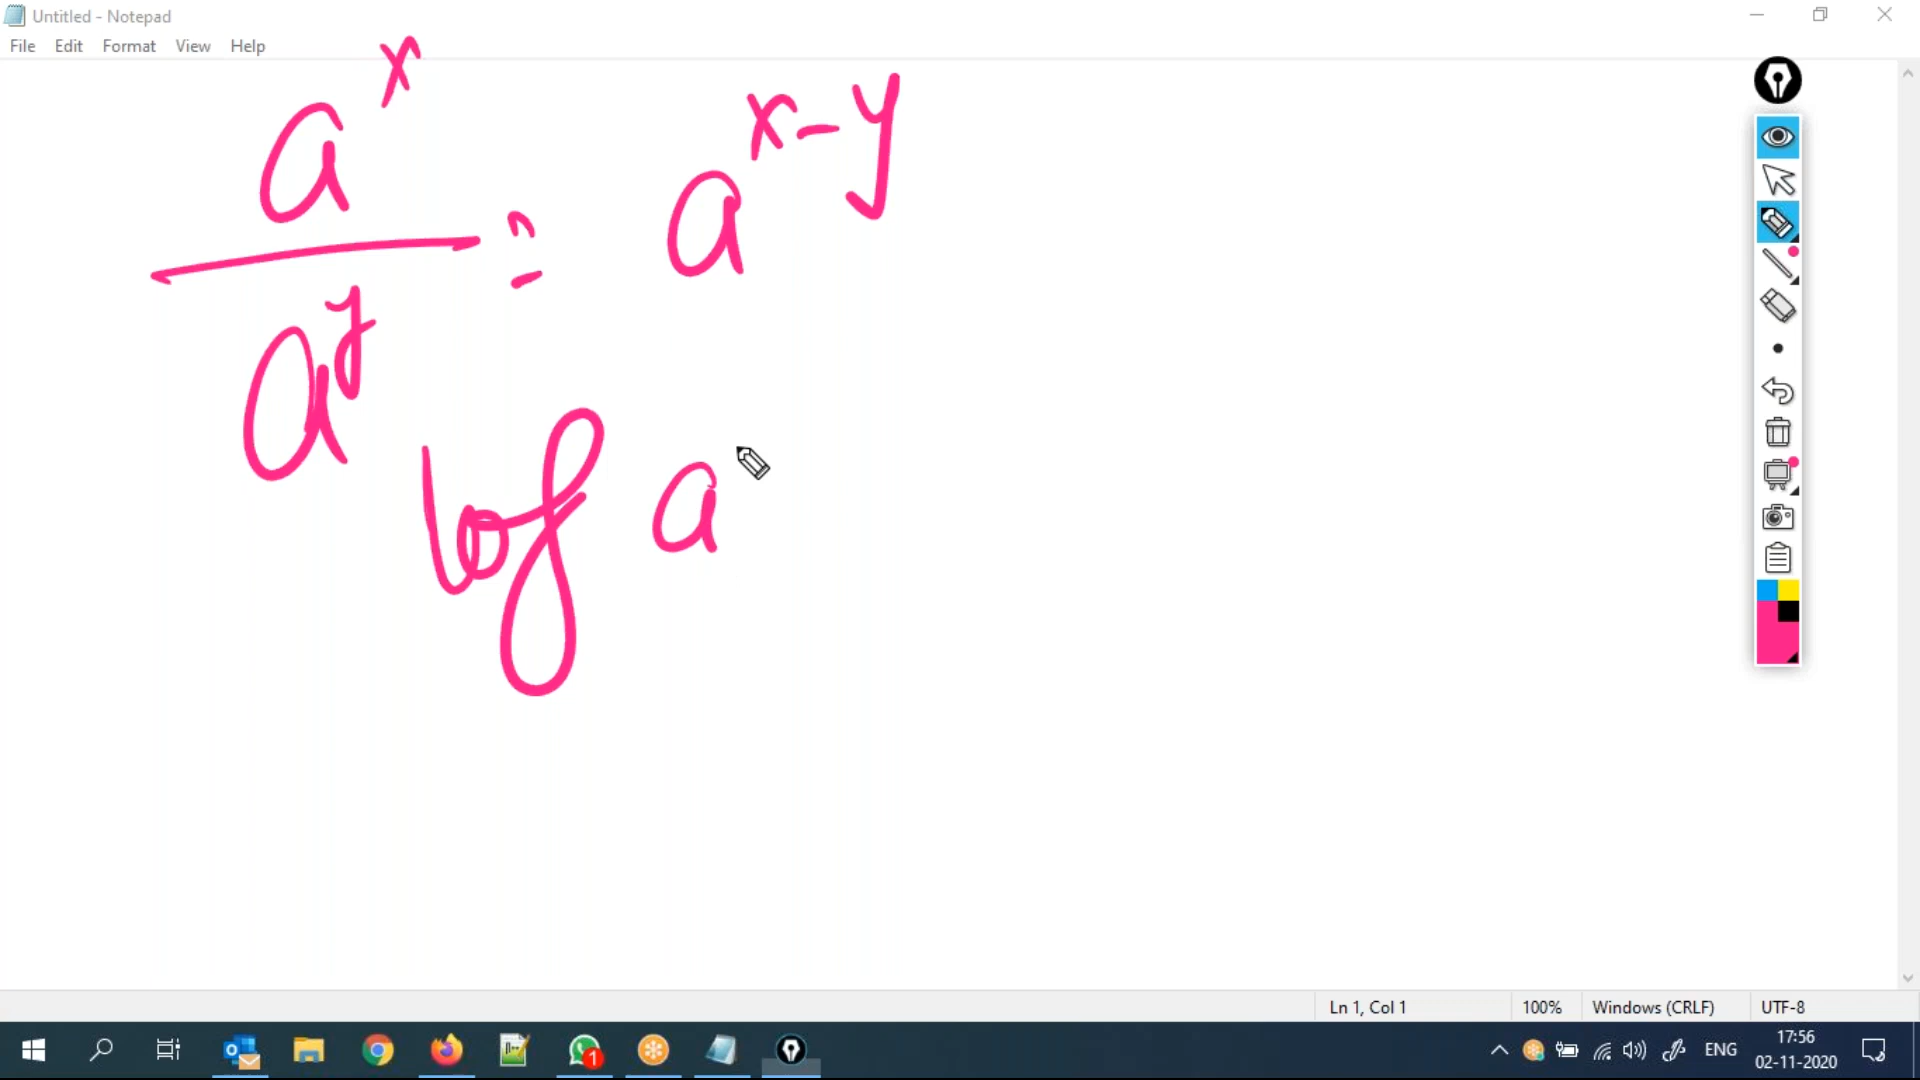 Untitled - Notepad
File Edit Format View Help
a^x / a^y = a^x-y
log a
Ln 1, Col 1 100% Windows (CRLF) UTF-8
1 ENG 17:56
02-11-2020